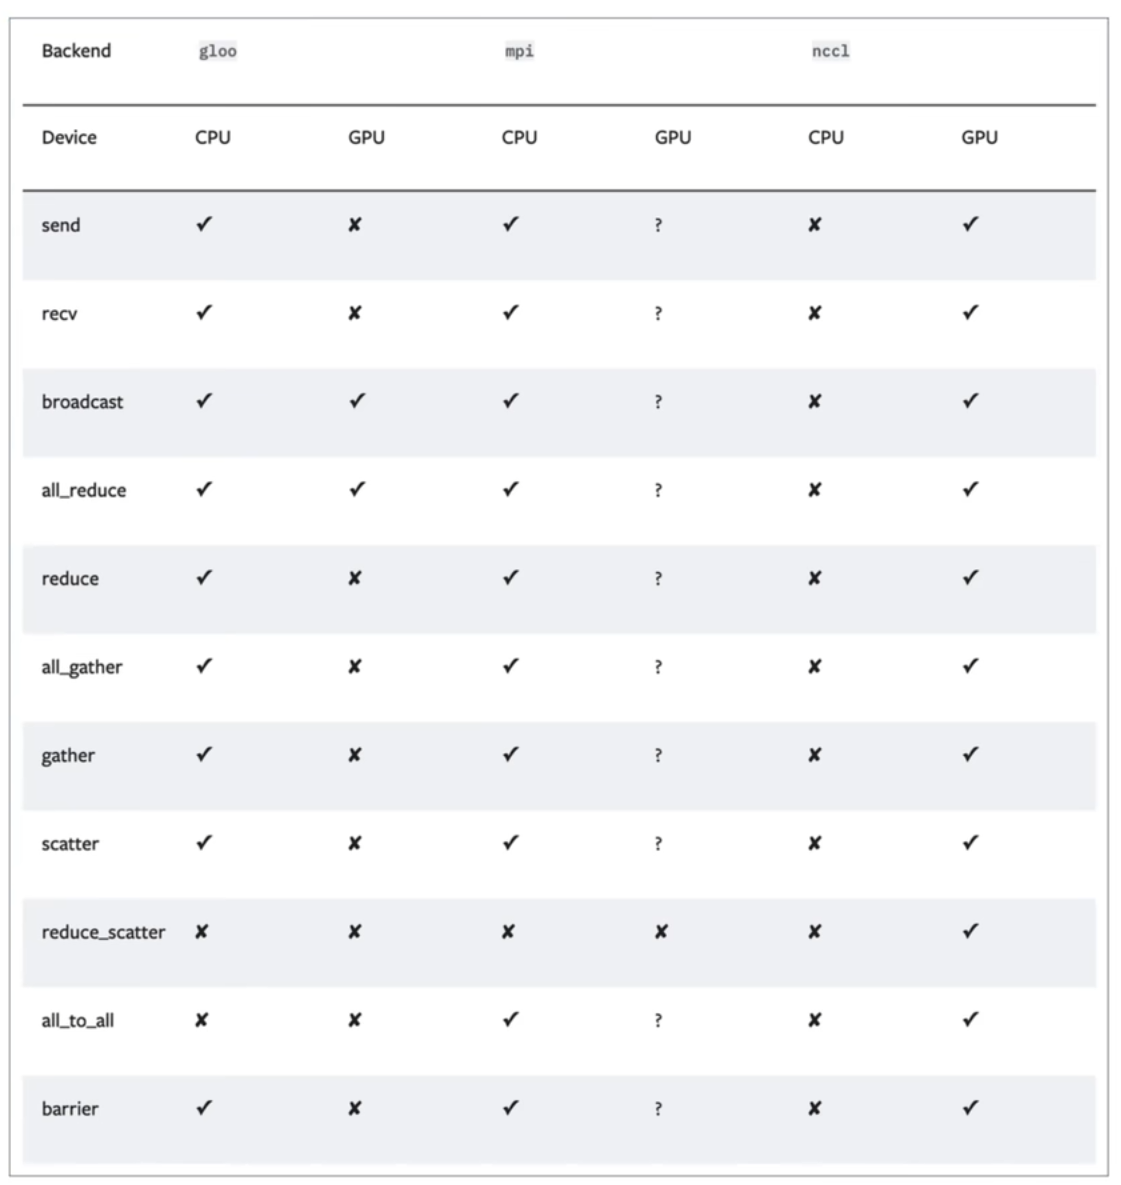 Backend gloo mpi nccl
Device CPU GPU CPU GPU CPU GPU
send ✓ ✘ ✓ ? ✘ ✓
recv ✓ ✘ ✓ ? ✘ ✓
broadcast ✓ ✓ ✓ ? ✘ ✓
all_reduce ✓ ✓ ✓ ? ✘ ✓
reduce ✓ ✘ ✓ ? ✘ ✓
all_gather ✓ ✘ ✓ ? ✘ ✓
gather ✓ ✘ ✓ ? ✘ ✓
scatter ✓ ✘ ✓ ? ✘ ✓
reduce_scatter ✘ ✘ ✘ ✘ ✘ ✓
all_to_all ✘ ✘ ✓ ? ✘ ✓
barrier ✓ ✘ ✓ ? ✘ ✓